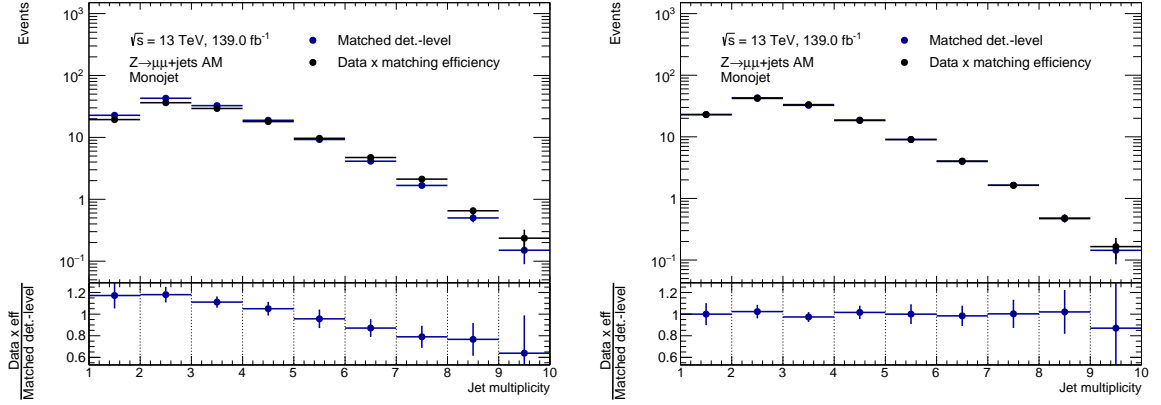 Events
10³
10²
10
1
10⁻¹
√s = 13 TeV, 139.0 fb⁻¹
Z→μμ+jets AM
Monojet
Matched det.-level
Data x matching efficiency
Data x eff
Matched det.-level
1.2
1
0.8
0.6
1 2 3 4 5 6 7 8 9 10
Jet multiplicity
Events
10³
10²
10
1
10⁻¹
√s = 13 TeV, 139.0 fb⁻¹
Z→μμ+jets AM
Monojet
Matched det.-level
Data x matching efficiency
Data x eff
Matched det.-level
1.2
1
0.8
0.6
1 2 3 4 5 6 7 8 9 10
Jet multiplicity